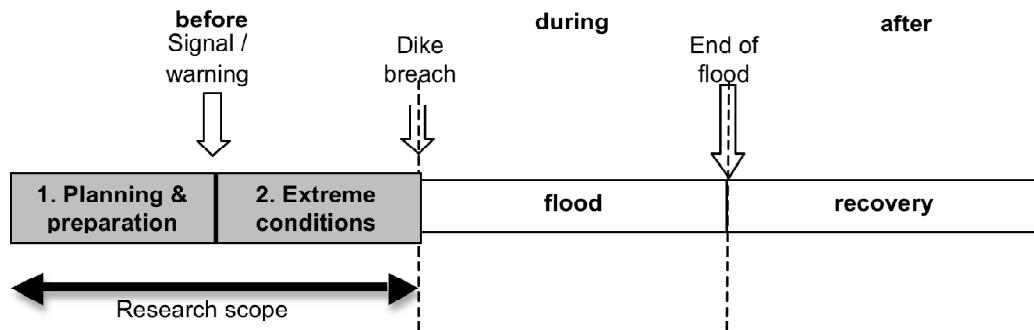 before
during
after
Signal /
warning
Dike
breach
End of
flood
1. Planning &
preparation
2. Extreme
conditions
flood
recovery
Research scope